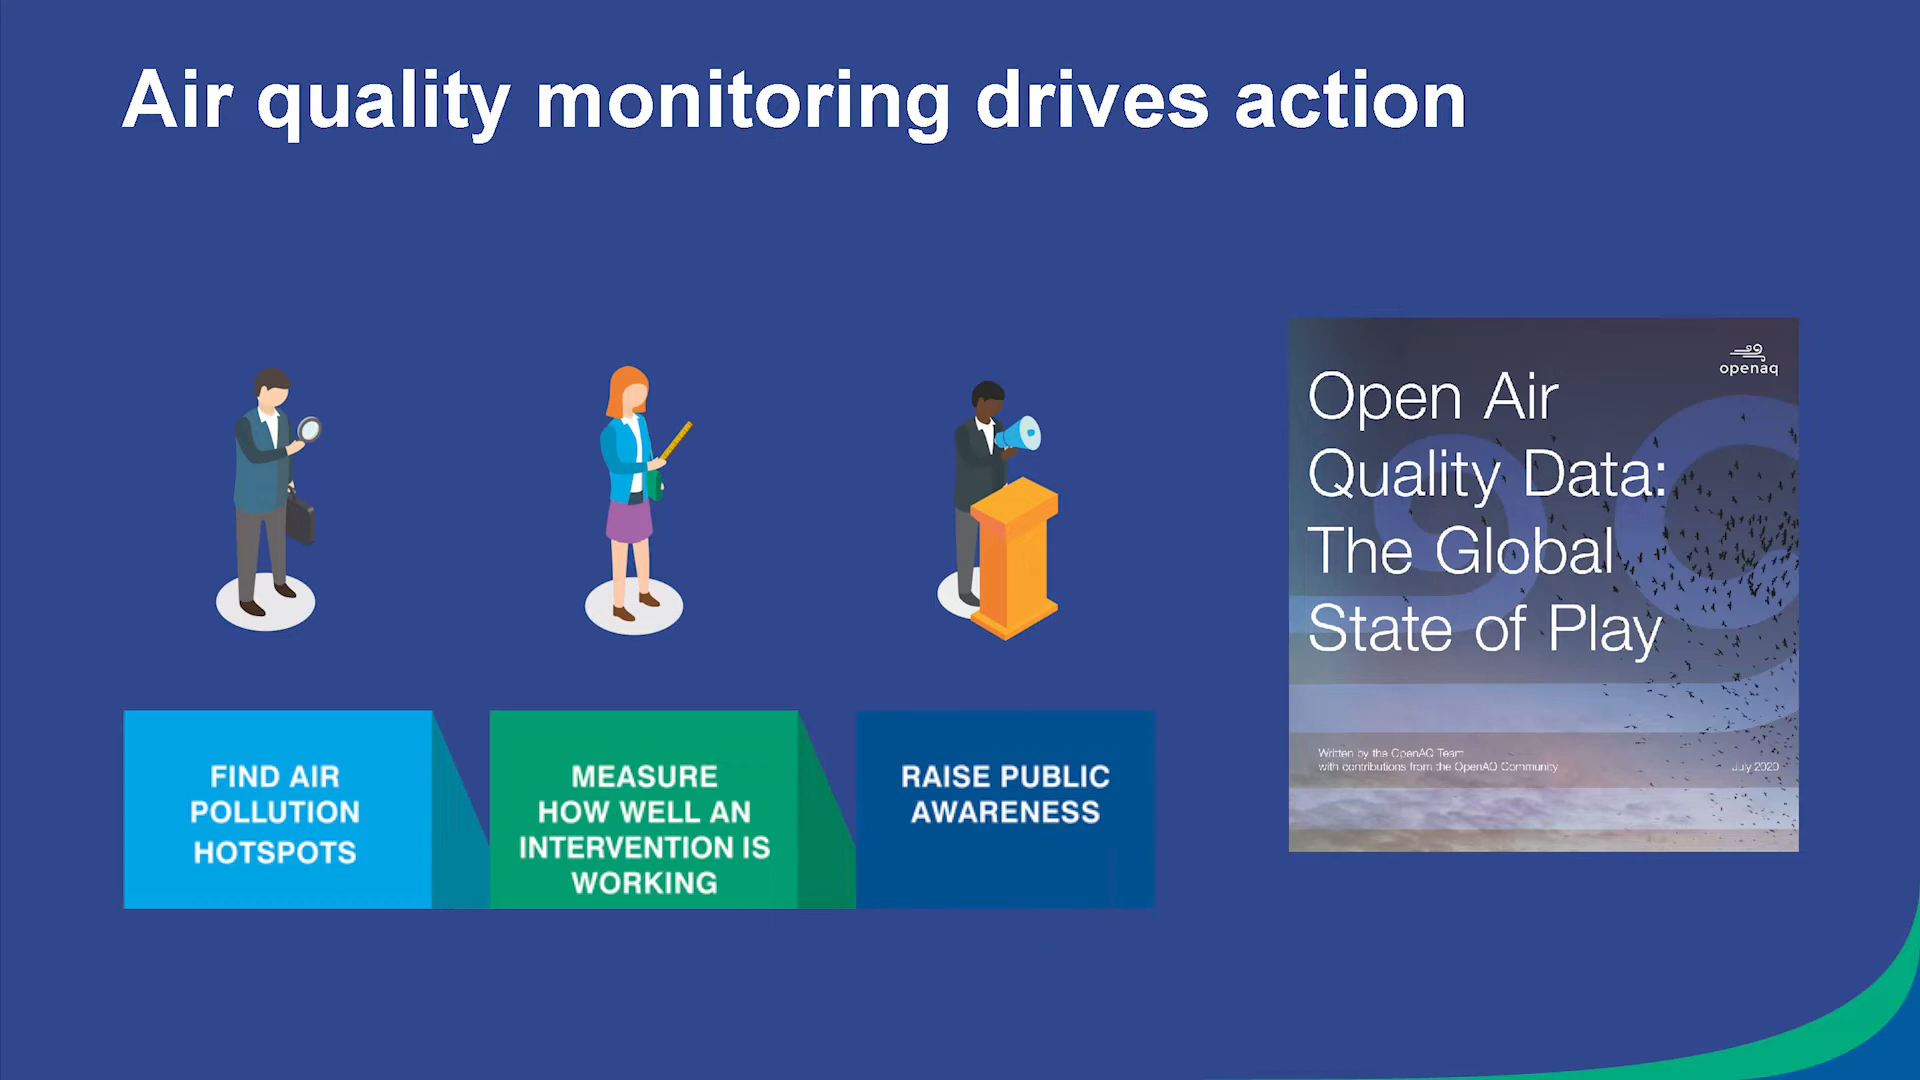 Air quality monitoring drives action
FIND AIR
POLLUTION
HOTSPOTS
MEASURE
HOW WELL AN
INTERVENTION IS
WORKING
RAISE PUBLIC
AWARENESS
openaq
Open Air
Quality Data:
The Global
State of Play
Written by the OpenAQ Team
with contributions from the OpenAQ Community
July 2020